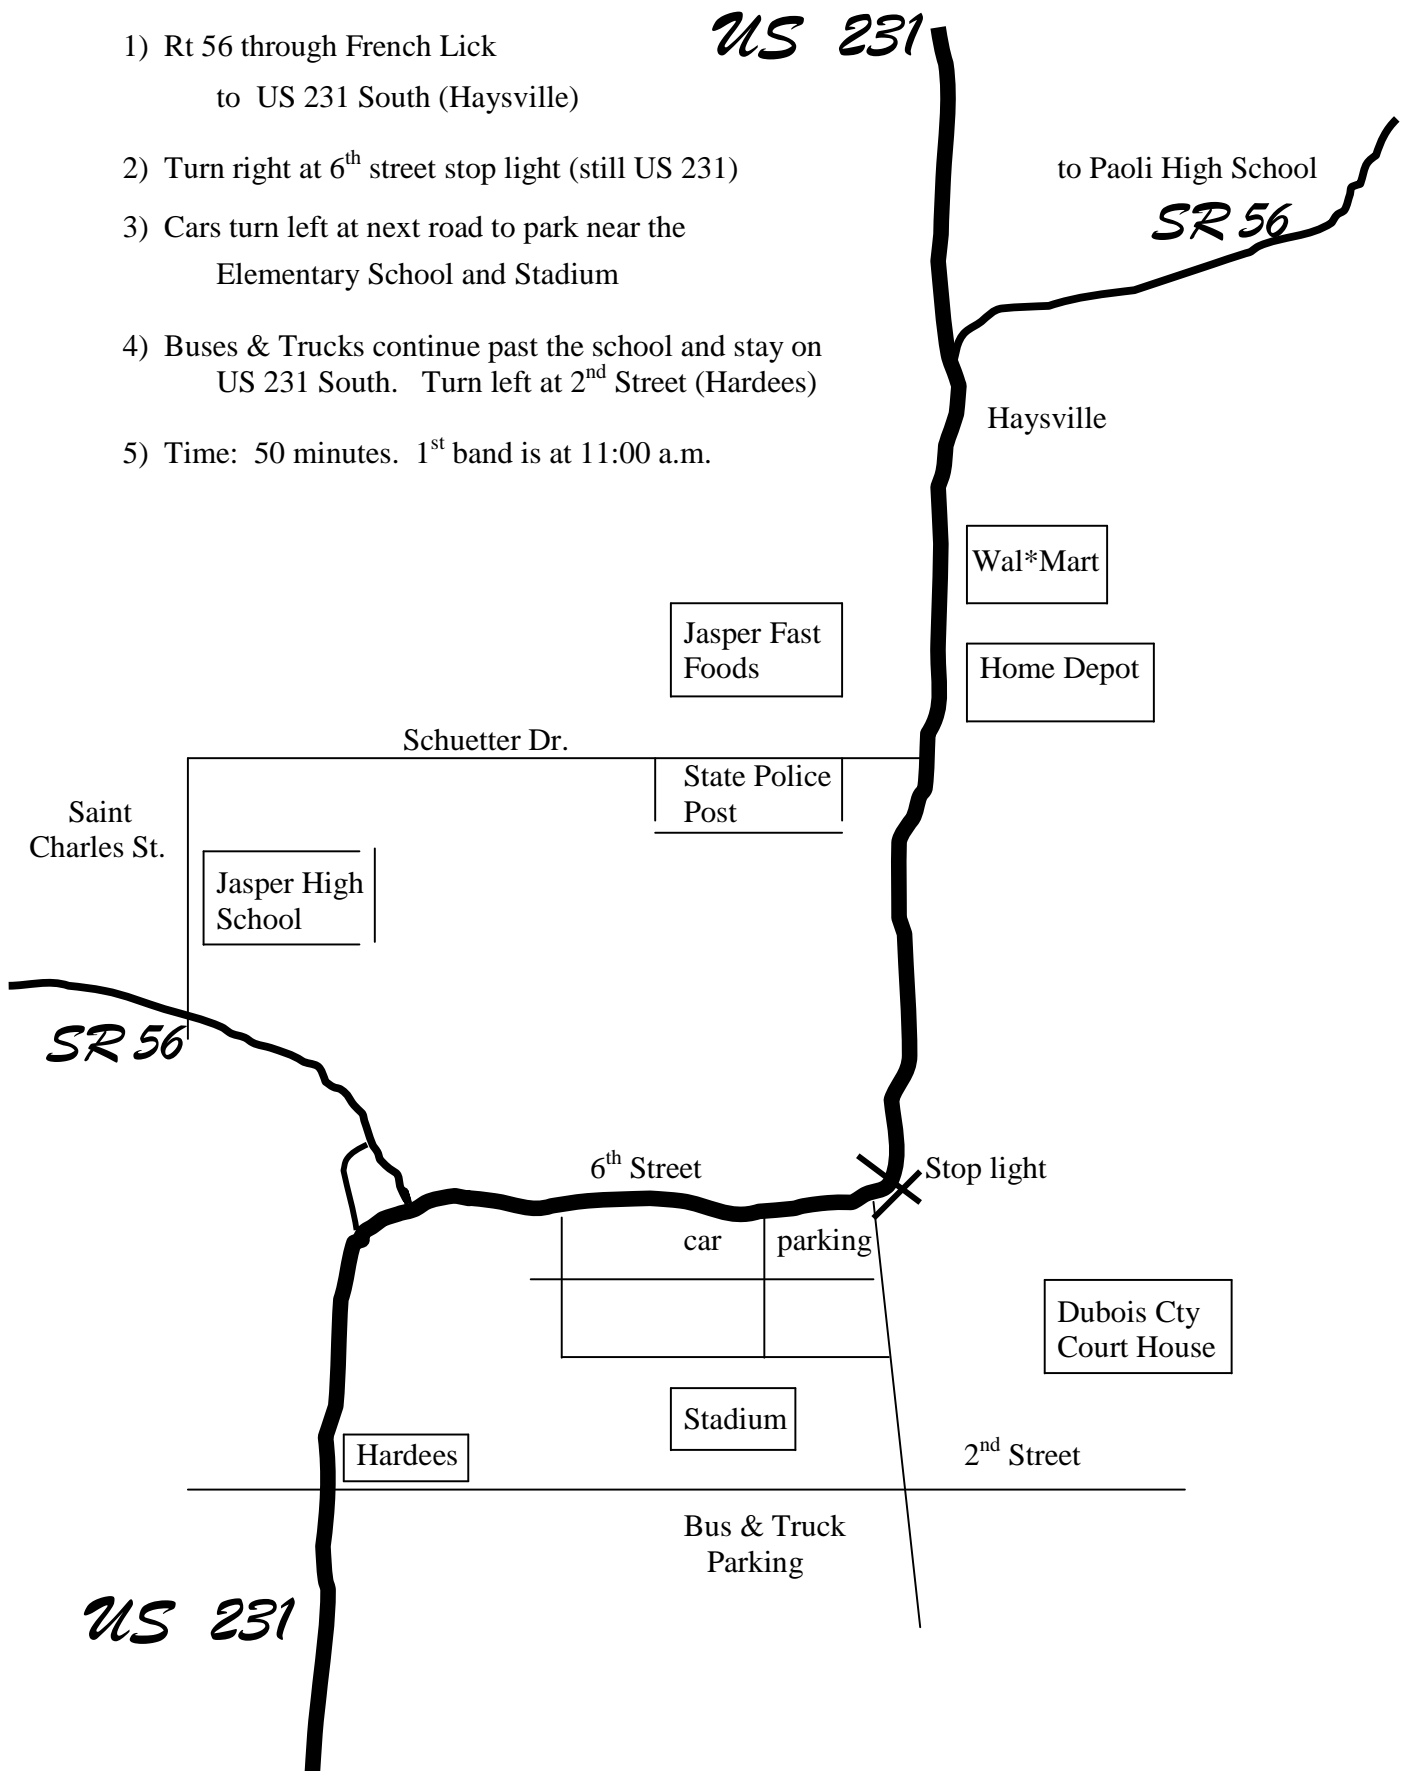 US 231
1) Rt 56 through French Lick
to US 231 South (Haysville)
2) Turn right at 6th street stop light (still US 231)
to Paoli High School
3) Cars turn left at next road to park near the
SR 56
Elementary School and Stadium
4) Buses & Trucks continue past the school and stay on
US 231 South. Turn left at 2nd Street (Hardees)
Haysville
5) Time: 50 minutes. 1st band is at 11:00 a.m.
Wal*Mart
Jasper Fast
Foods
Home Depot
Schuetter Dr.
State Police
Post
Saint
Charles St.
Jasper High
School
SR 56
6th Street
Stop light
car parking
Dubois Cty
Court House
Stadium
Hardees
2nd Street
Bus & Truck
Parking
US 231